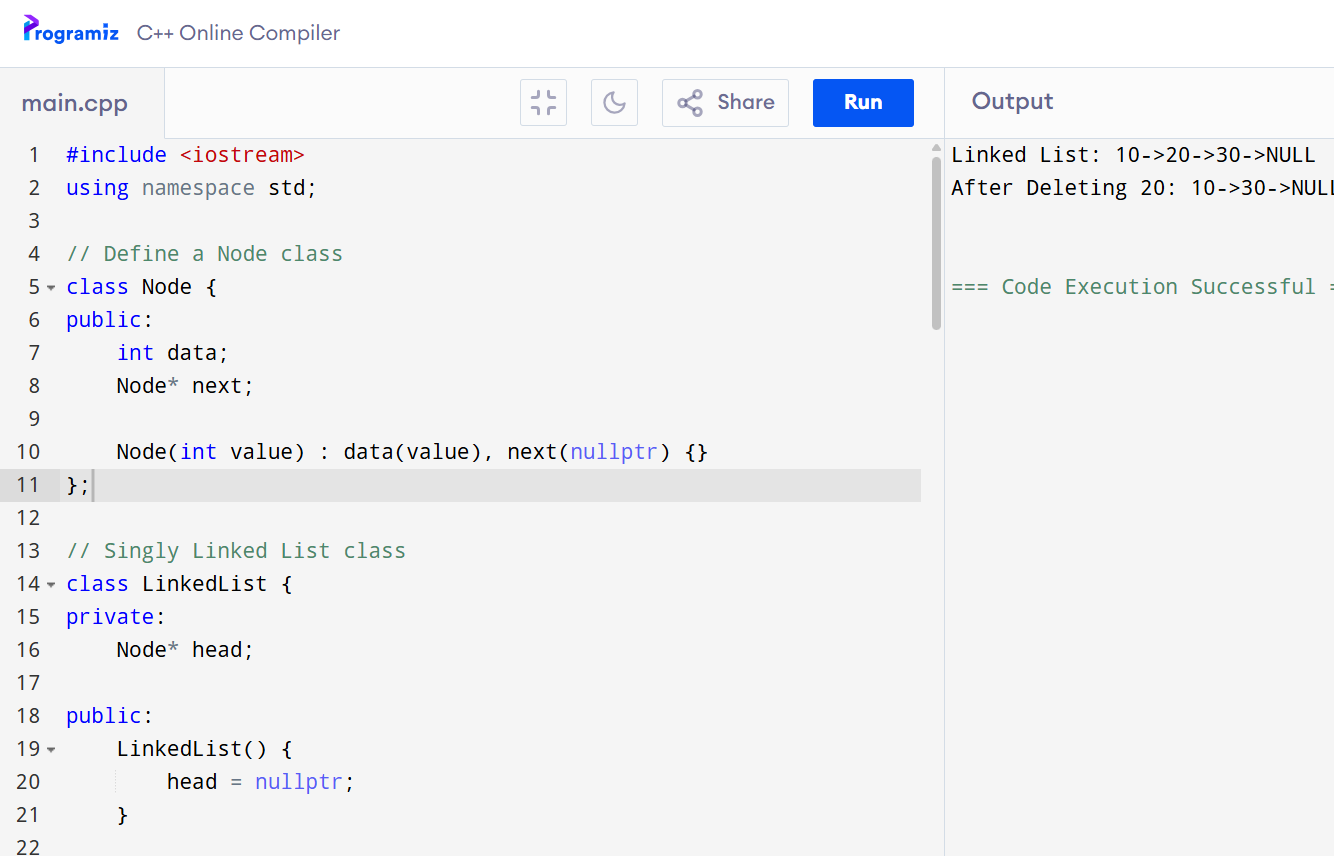 Programiz C++ Online Compiler
main.cpp Share Run Output
1 #include <iostream>
2 using namespace std;
3
4 // Define a Node class
5 class Node {
6 public:
7     int data;
8     Node* next;
9
10     Node(int value) : data(value), next(nullptr) {}
11 };
12
13 // Singly Linked List class
14 class LinkedList {
15 private:
16     Node* head;
17
18 public:
19     LinkedList() {
20         head = nullptr;
21     }
22
Linked List: 10->20->30->NULL
After Deleting 20: 10->30->NULL
=== Code Execution Successful =